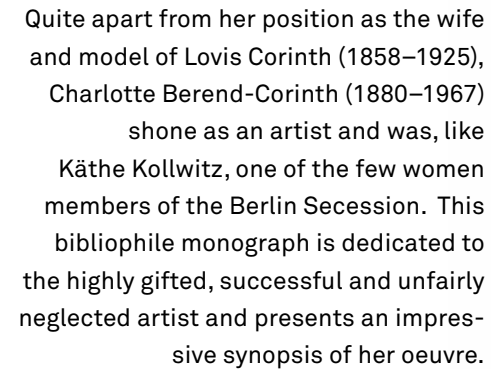 Quite apart from her position as the wife
and model of Lovis Corinth (1858–1925),
Charlotte Berend-Corinth (1880–1967)
shone as an artist and was, like
Käthe Kollwitz, one of the few women
members of the Berlin Secession.  This
bibliophile monograph is dedicated to
the highly gifted, successful and unfairly
neglected artist and presents an impres-
sive synopsis of her oeuvre.